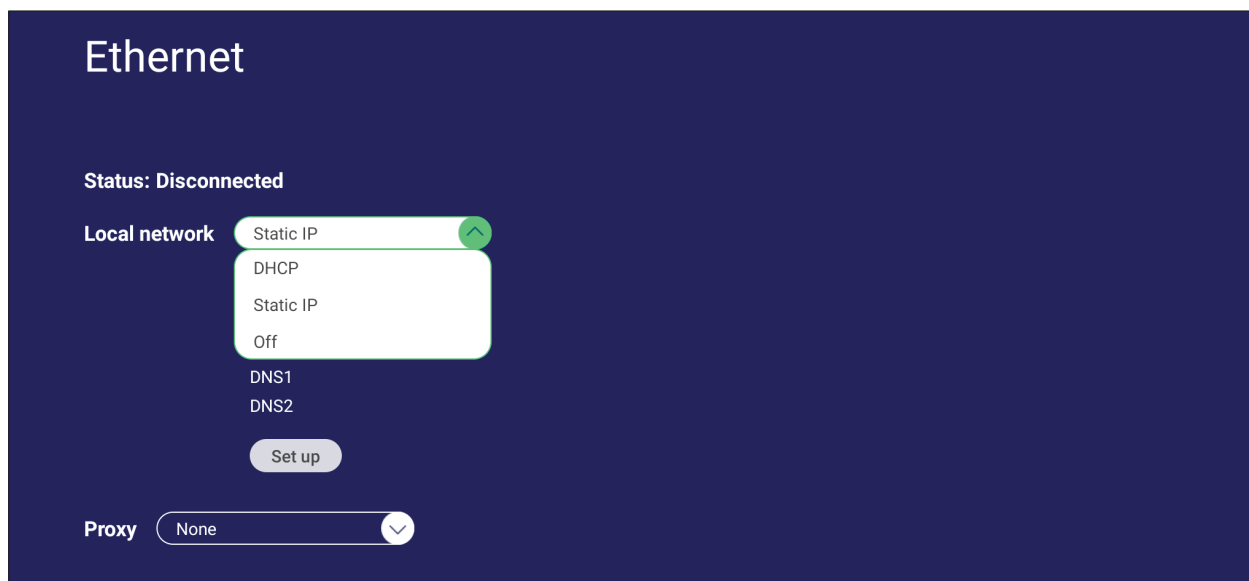 Ethernet
Status: Disconnected
Local network Static IP
DHCP
Static IP
Off
DNS1
DNS2
Set up
Proxy None